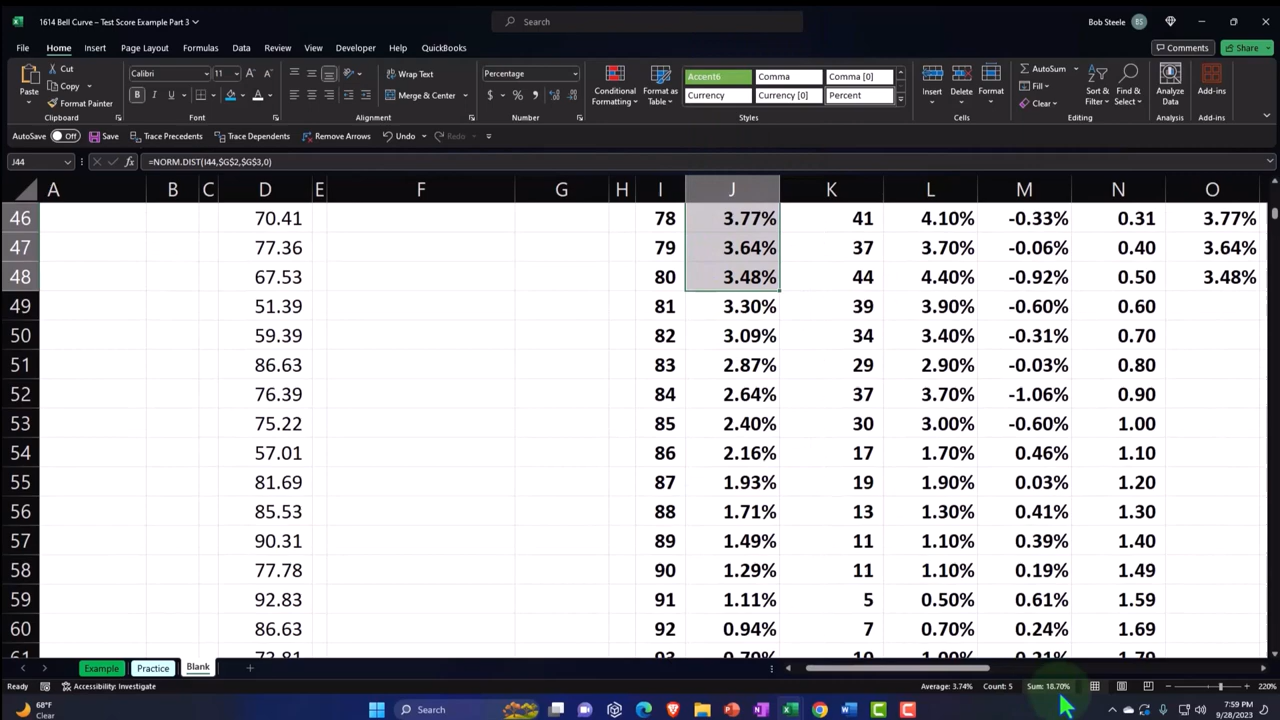 1614 Bell Curve – Test Score Example Part 3
Search
Bob Steele BS
File Home Insert Page Layout Formulas Data Review View Developer Help QuickBooks Comments Share
Paste Cut Copy Format Painter Clipboard
Calibri 11 B I U A Font
Wrap Text Merge & Center Alignment
Percentage $ % Number
Conditional Formatting Format as Table
Accent6 Comma Comma [0]
Currency Currency [0] Percent
Styles
Insert Delete Format Cells
AutoSum Fill Clear Sort & Filter Find & Select Editing
Analyze Data Analysis
Add-ins Add-ins
AutoSave Off Save Trace Precedents Trace Dependents Remove Arrows Undo Redo
J44 fx =NORM.DIST(I44,$G$2,$G$3,0)
A B C D E F G H I J K L M N O
46 70.41 78 3.77% 41 4.10% -0.33% 0.31 3.77%
47 77.36 79 3.64% 37 3.70% -0.06% 0.40 3.64%
48 67.53 80 3.48% 44 4.40% -0.92% 0.50 3.48%
49 51.39 81 3.30% 39 3.90% -0.60% 0.60
50 59.39 82 3.09% 34 3.40% -0.31% 0.70
51 86.63 83 2.87% 29 2.90% -0.03% 0.80
52 76.39 84 2.64% 37 3.70% -1.06% 0.90
53 75.22 85 2.40% 30 3.00% -0.60% 1.00
54 57.01 86 2.16% 17 1.70% 0.46% 1.10
55 81.69 87 1.93% 19 1.90% 0.03% 1.20
56 85.53 88 1.71% 13 1.30% 0.41% 1.30
57 90.31 89 1.49% 11 1.10% 0.39% 1.40
58 77.78 90 1.29% 11 1.10% 0.19% 1.49
59 92.83 91 1.11% 5 0.50% 0.61% 1.59
60 86.63 92 0.94% 7 0.70% 0.24% 1.69
Example Practice Blank
Ready Accessibility: Investigate Average: 3.74% Count: 5 Sum: 18.70% 220%
68°F Clear
Search
7:59 PM
9/28/2023